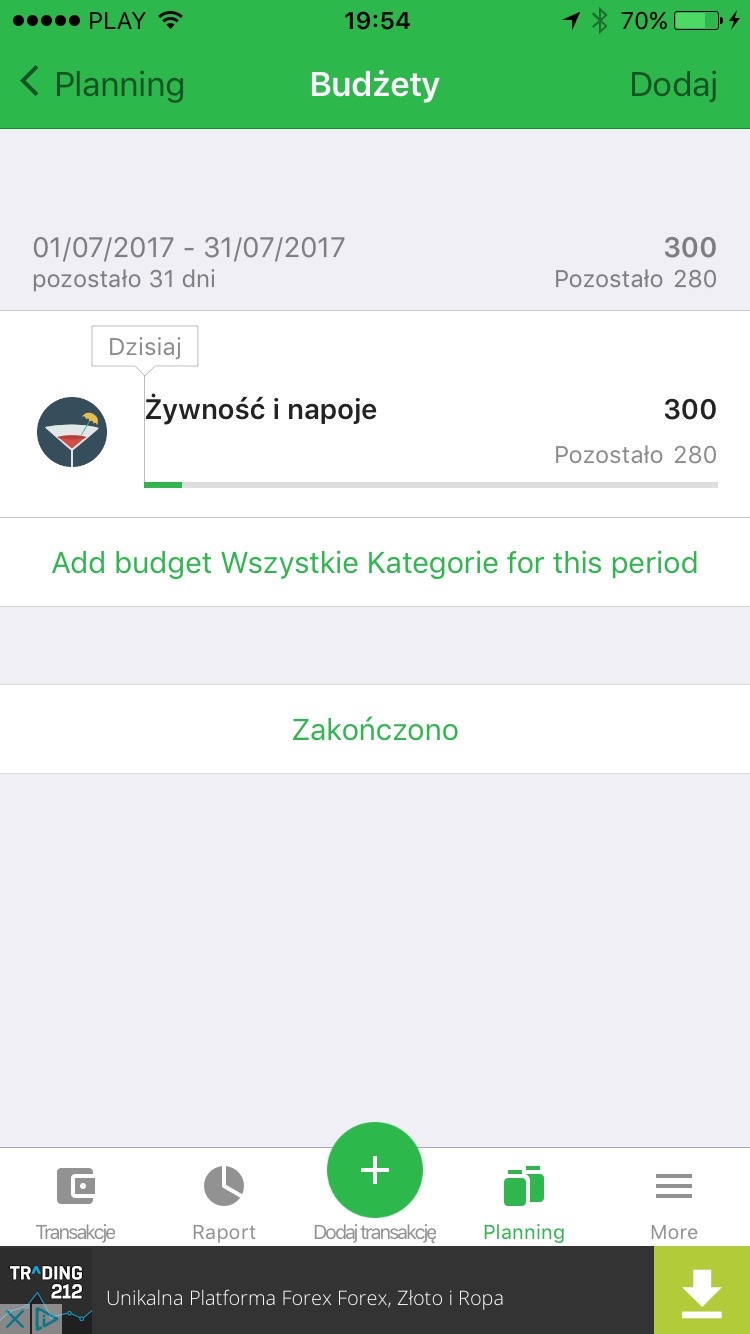 PLAY 19:54 70%
Planning Budżety Dodaj
01/07/2017 - 31/07/2017 300
pozostało 31 dni Pozostało 280
Dzisiaj
Żywność i napoje 300
Pozostało 280
Add budget Wszystkie Kategorie for this period
Zakończono
Transakcje Raport Dodaj transakcję Planning More
TRADING
212
Unikalna Platforma Forex Forex, Złoto i Ropa